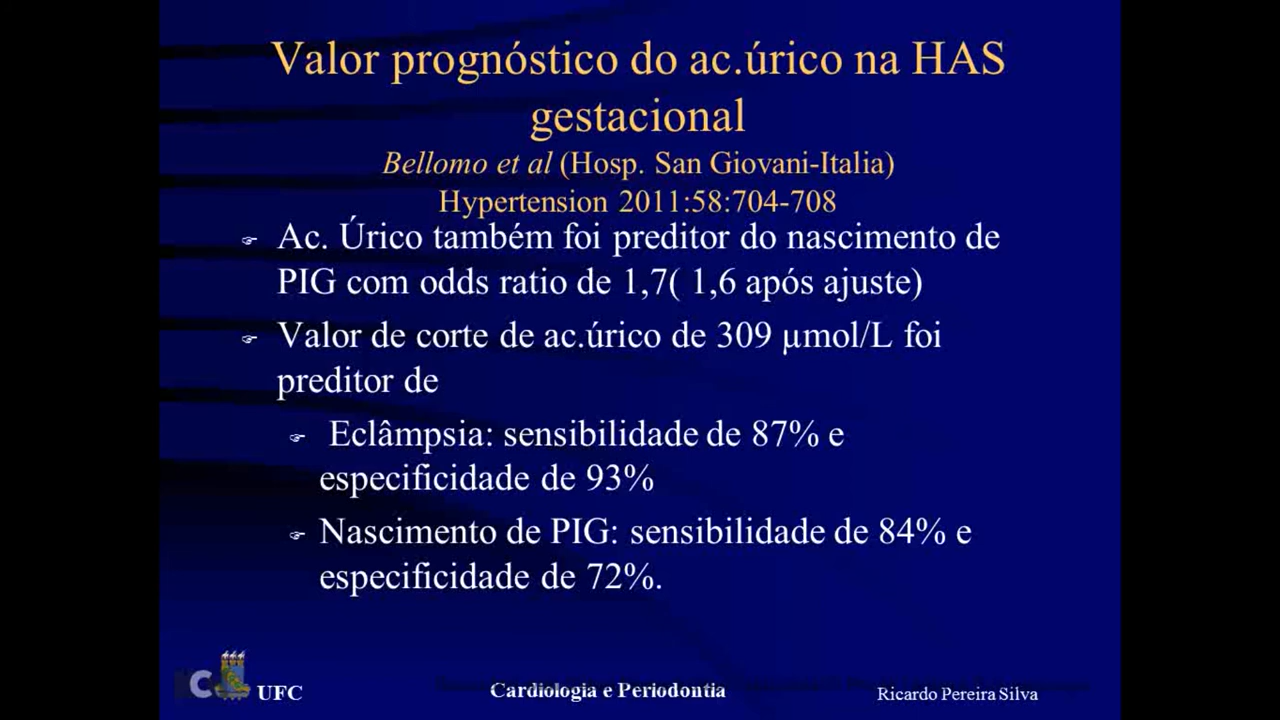 Valor prognóstico do ac.úrico na HAS
gestacional
Bellomo et al (Hosp. San Giovani-Italia)
Hypertension 2011:58:704-708
Ac. Úrico também foi preditor do nascimento de
PIG com odds ratio de 1,7( 1,6 após ajuste)
Valor de corte de ac.úrico de 309 µmol/L foi
preditor de
Eclâmpsia: sensibilidade de 87% e
especificidade de 93%
Nascimento de PIG: sensibilidade de 84% e
especificidade de 72%.
UFC
Cardiologia e Periodontia
Ricardo Pereira Silva